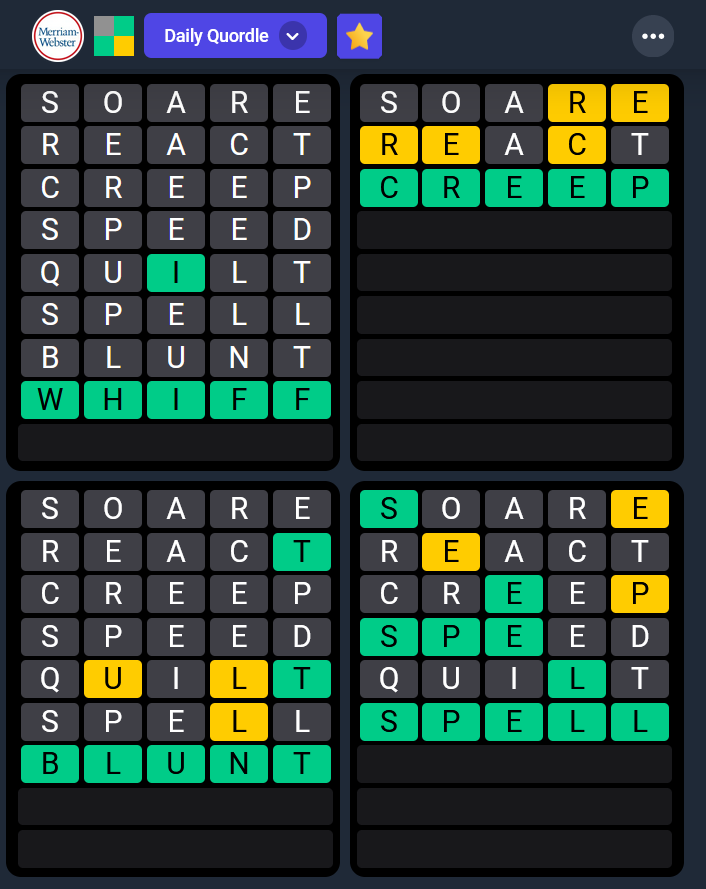 Merriam-Webster
Daily Quordle
SOARE
REACT
CREEP
SPEED
QUILT
SPELL
BLUNT
WHIFF
SOARE
REACT
CREEP
SOARE
REACT
CREEP
SPEED
QUILT
SPELL
BLUNT
SOARE
REACT
CREEP
SPEED
QUILT
SPELL